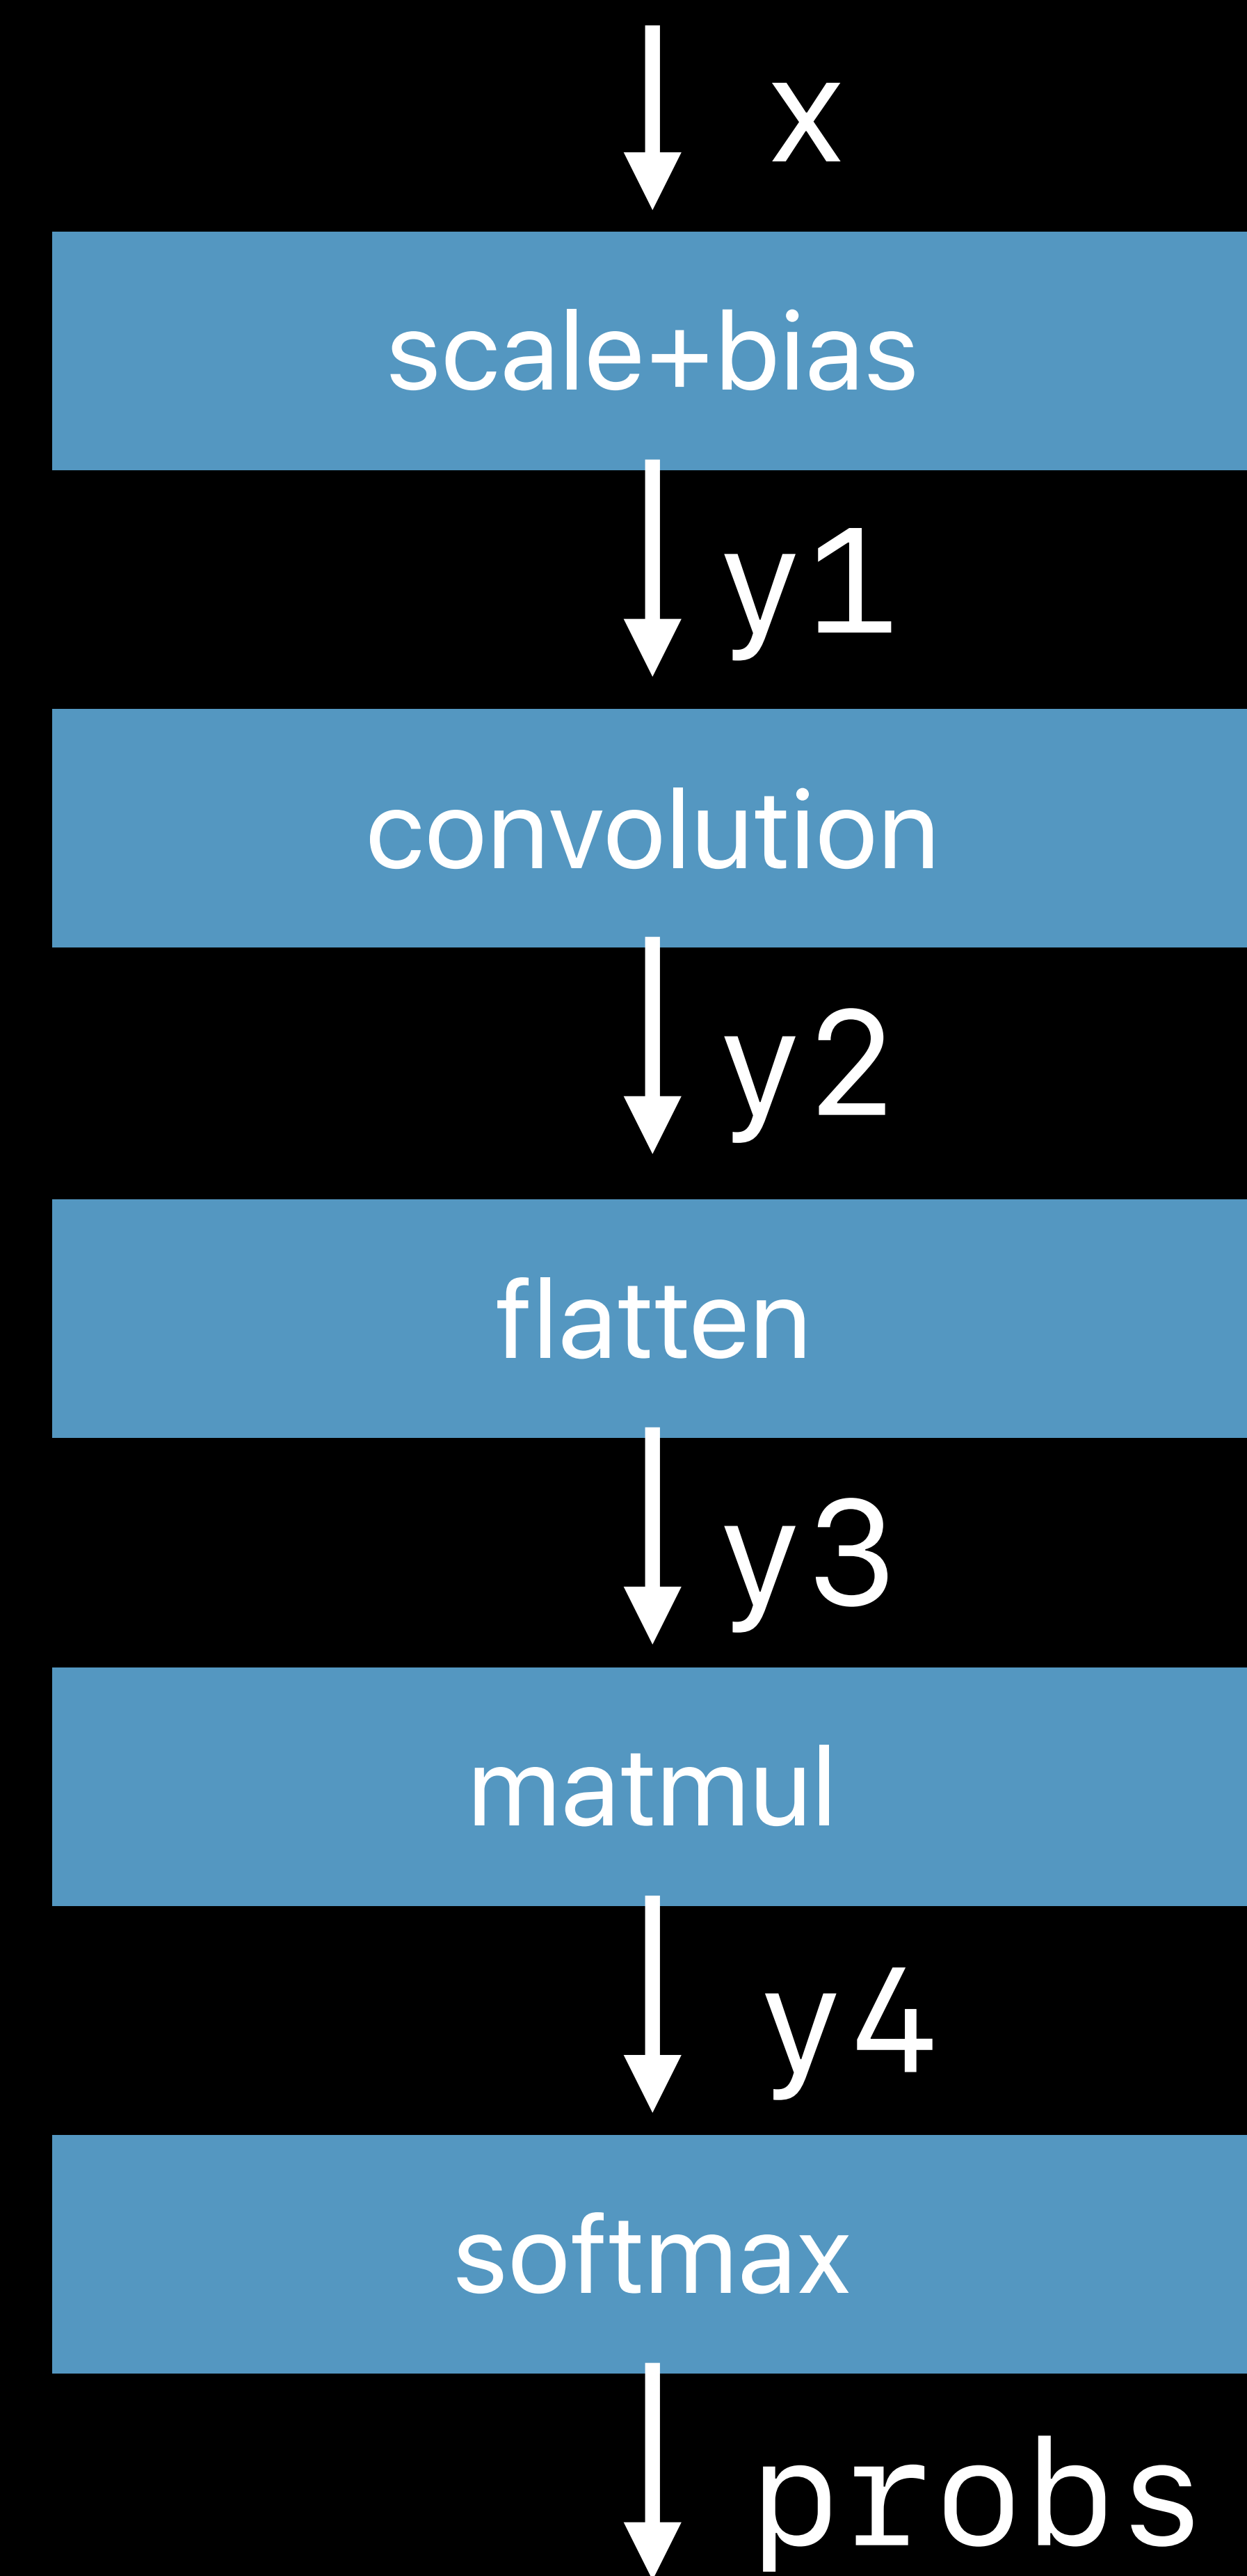 x
scale+bias
y1
convolution
y2
flatten
y3
matmul
y4
softmax
probs